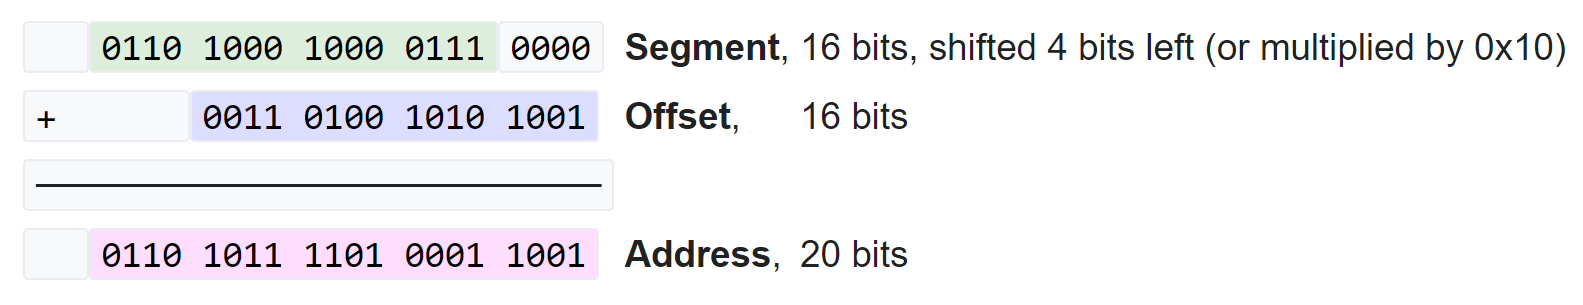 0110 1000 1000 0111 0000 Segment, 16 bits, shifted 4 bits left (or multiplied by 0x10)
+ 0011 0100 1010 1001 Offset, 16 bits
0110 1011 1101 0001 1001 Address, 20 bits